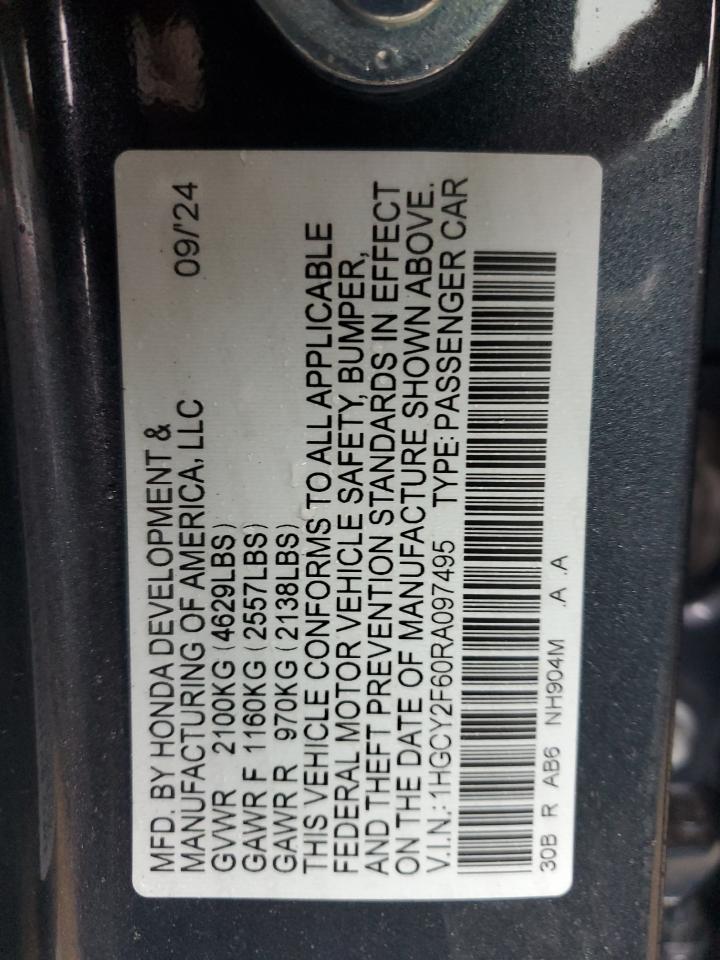 MFD. BY HONDA DEVELOPMENT &
MANUFACTURING OF AMERICA, LLC 09/'24
GVWR 2100KG (4629LBS)
GAWR F 1160KG (2557LBS)
GAWR R 970KG (2138LBS)
THIS VEHICLE CONFORMS TO ALL APPLICABLE
FEDERAL MOTOR VEHICLE SAFETY, BUMPER,
AND THEFT PREVENTION STANDARDS IN EFFECT
ON THE DATE OF MANUFACTURE SHOWN ABOVE.
V.I.N.: 1HGCY2F60RA097495 TYPE: PASSENGER CAR
30B R AB6 NH904M .A .A